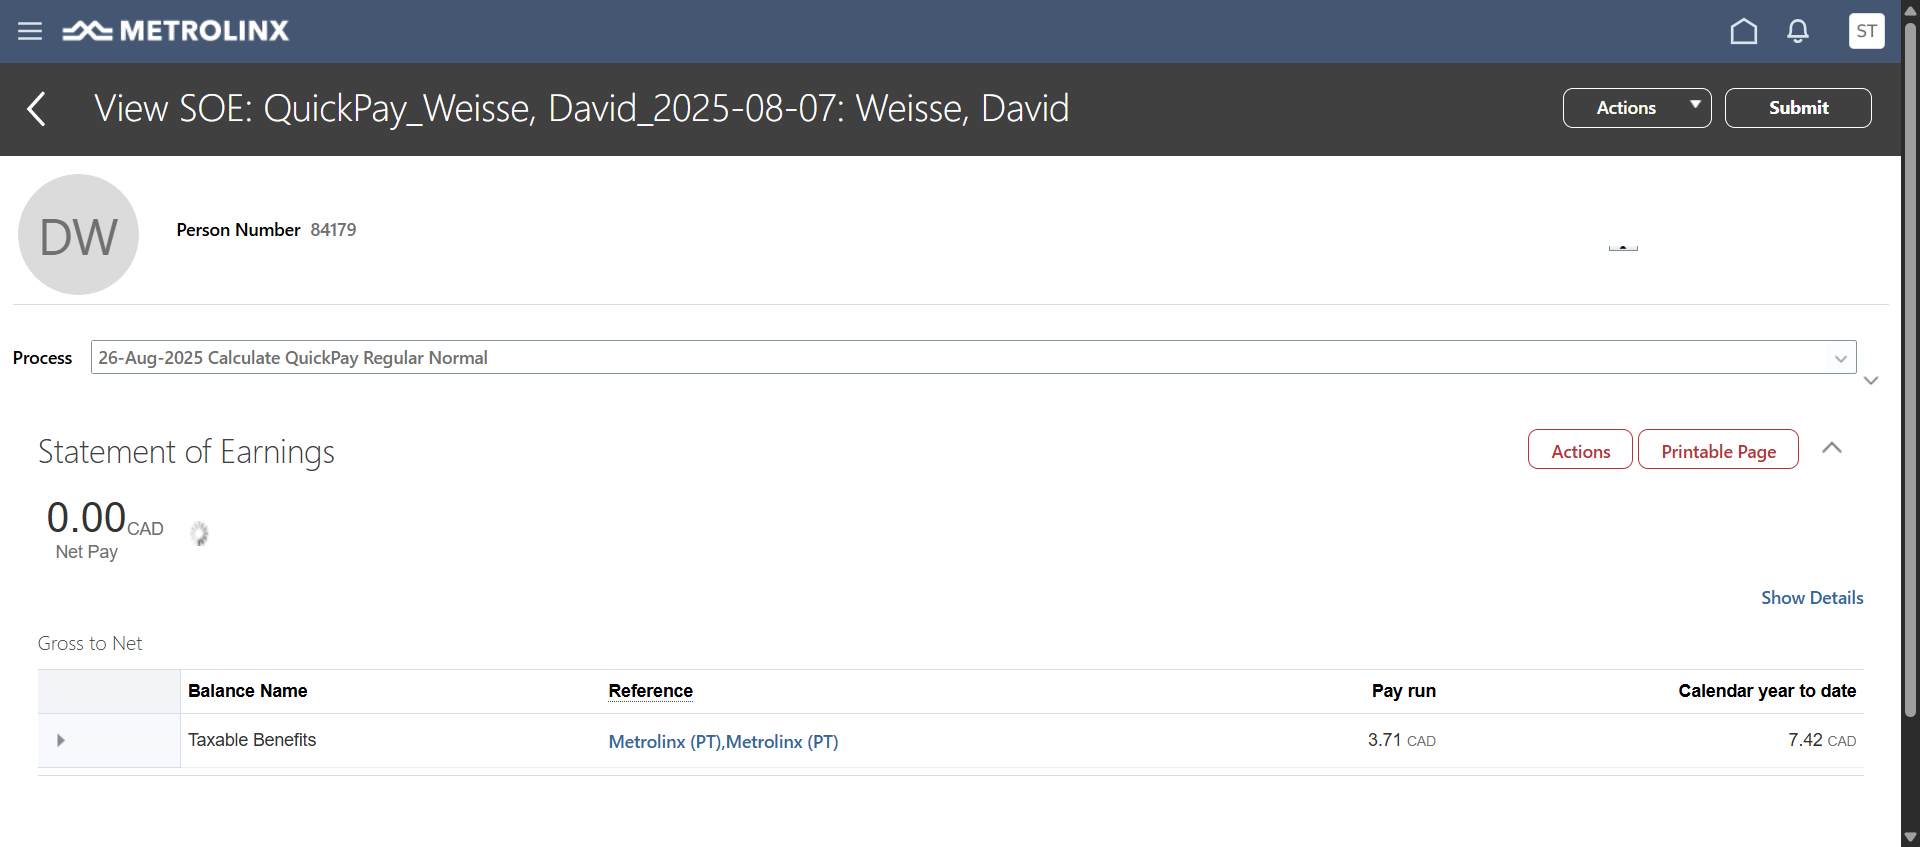 METROLINX
ST
View SOE: QuickPay_Weisse, David_2025-08-07: Weisse, David
Actions
Submit
DW
Person Number 84179
Process
26-Aug-2025 Calculate QuickPay Regular Normal
Statement of Earnings
Actions
Printable Page
0.00 CAD
Net Pay
Show Details
Gross to Net
Balance Name Reference Pay run Calendar year to date
Taxable Benefits Metrolinx (PT),Metrolinx (PT) 3.71 CAD 7.42 CAD